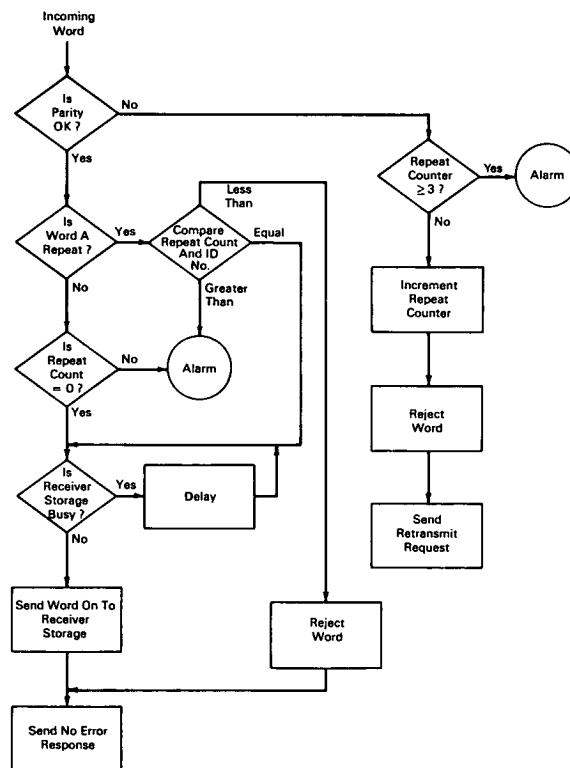 Incoming
Word
Is
Parity
OK ?
No
Yes
Repeat
Counter
≥ 3 ?
Yes
Alarm
No
Is
Word A
Repeat ?
Yes
Compare
Repeat Count
And ID
No.
Less
Than
Equal
Greater
Than
No
Increment
Repeat
Counter
Is
Repeat
Count
= 0 ?
No
Alarm
Yes
Reject
Word
Is
Receiver
Storage
Busy ?
Yes
Delay
No
Send
Retransmit
Request
Send Word On To
Receiver
Storage
Reject
Word
Send No Error
Response